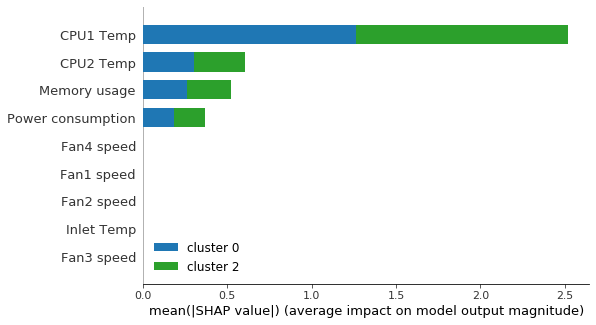 CPU1 Temp
CPU2 Temp
Memory usage
Power consumption
Fan4 speed
Fan1 speed
Fan2 speed
Inlet Temp
Fan3 speed
cluster 0
cluster 2
0.0 0.5 1.0 1.5 2.0 2.5
mean(|SHAP value|) (average impact on model output magnitude)